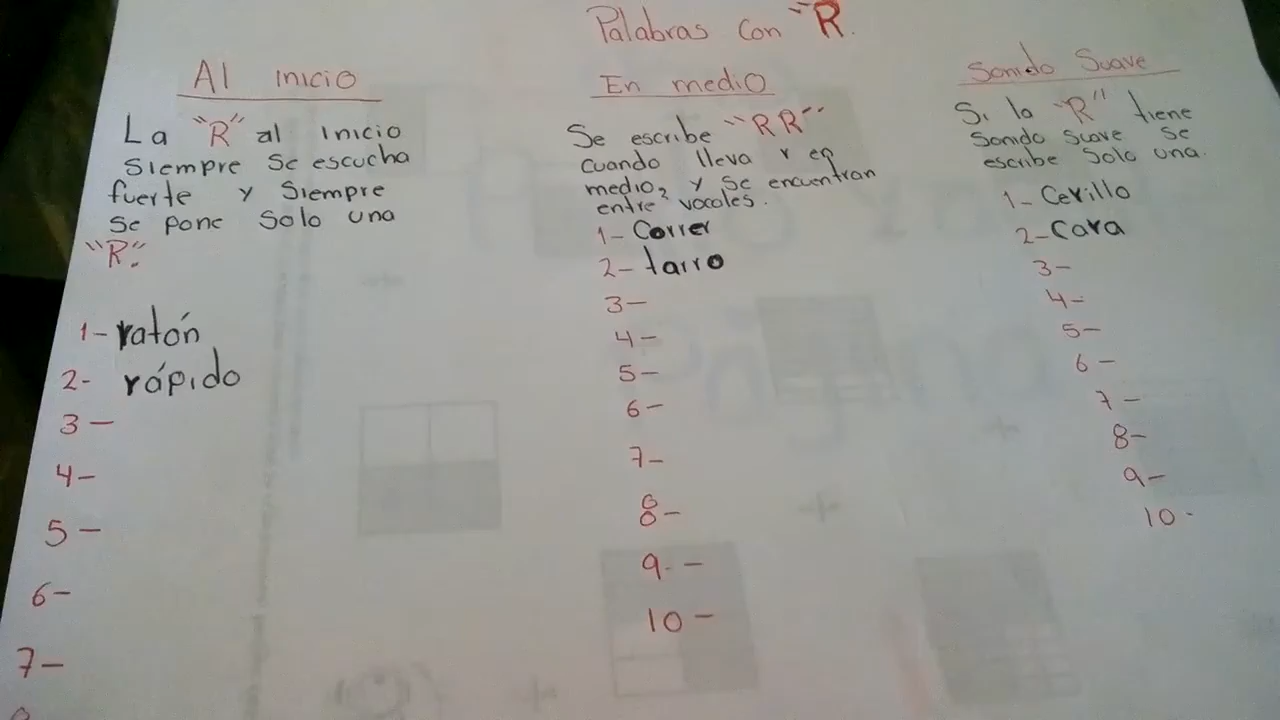 Palabras con "R".
Al inicio
La "R" al inicio
siempre se escucha
fuerte y siempre
se pone solo una
"R".
1- ratón
2- rápido
3-
4-
5-
6-
7-
En medio
Se escribe "RR"
cuando lleva r en
medio, y se encuentran
entre vocales.
1- Correr
2- tarro
3-
4-
5-
6-
7-
8-
9.-
10-
Sonido Suave
Si la "R" tiene
sonido suave se
escribe solo una.
1- Cerillo
2- Cara
3-
4-
5-
6-
7-
8-
9-
10-